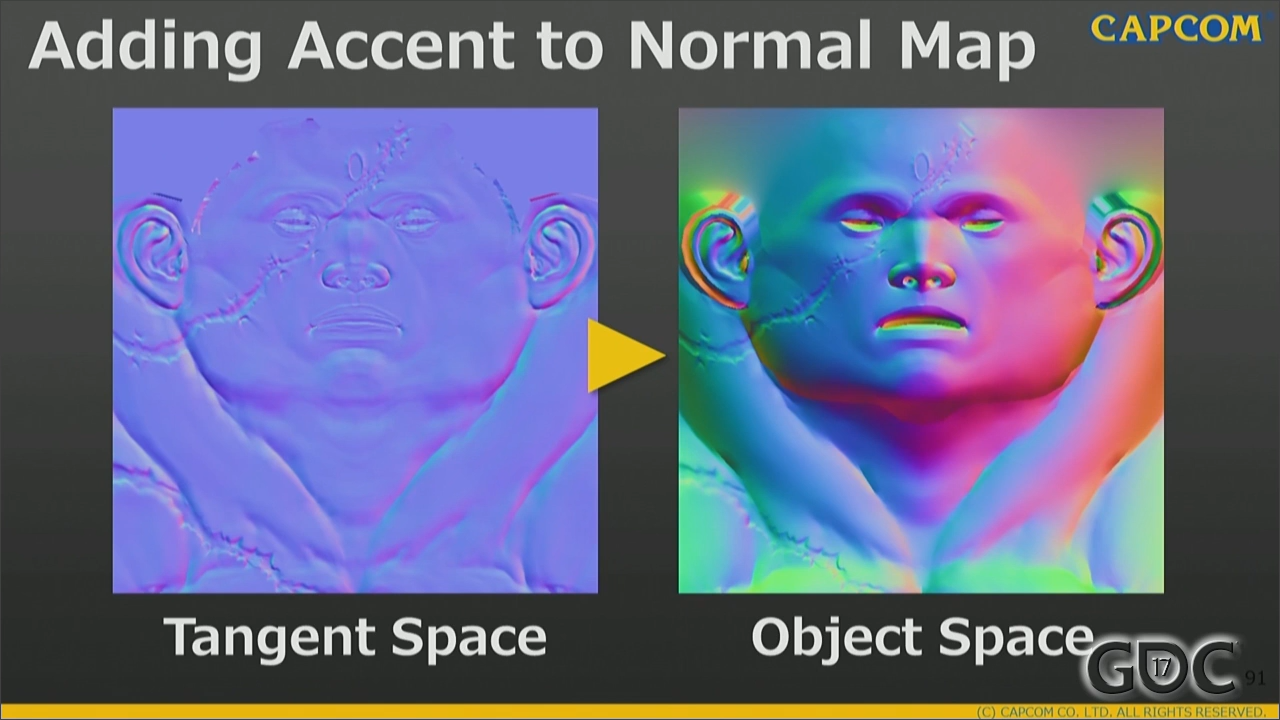 Adding Accent to Normal Map
CAPCOM
Tangent Space
Object Space
GDC
17
91
(C) CAPCOM CO. LTD. ALL RIGHTS RESERVED.